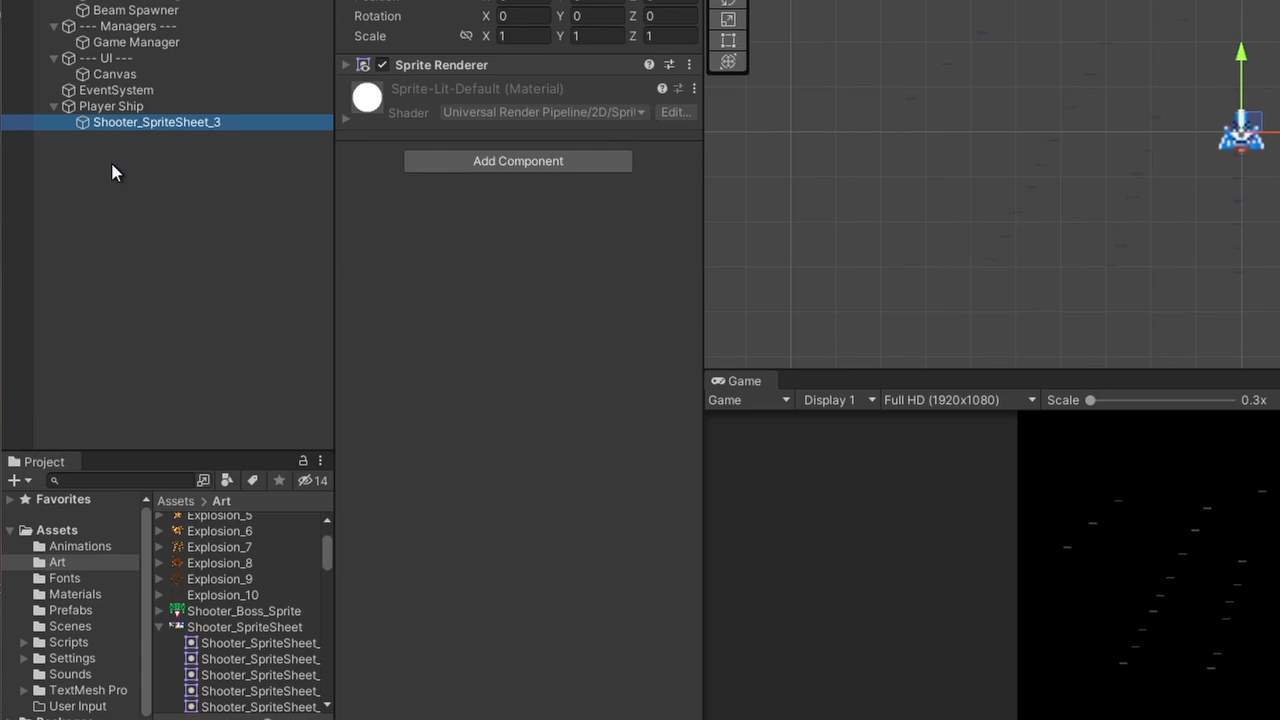 Beam Spawner
--- Managers ---
Game Manager
--- UI ---
Canvas
EventSystem
Player Ship
Shooter_SpriteSheet_3
Rotation X 0 Y 0 Z 0
Scale X 1 Y 1 Z 1
Sprite Renderer
Sprite-Lit-Default (Material)
Shader Universal Render Pipeline/2D/Sprit Edit...
Add Component
Game
Game Display 1 Full HD (1920x1080) Scale 0.3x
Project
14
Favorites
Assets
Animations
Art
Fonts
Materials
Prefabs
Scenes
Scripts
Settings
Sounds
TextMesh Pro
User Input
Assets > Art
Explosion_5
Explosion_6
Explosion_7
Explosion_8
Explosion_9
Explosion_10
Shooter_Boss_Sprite
Shooter_SpriteSheet
Shooter_SpriteSheet_
Shooter_SpriteSheet_
Shooter_SpriteSheet_
Shooter_SpriteSheet_
Shooter_SpriteSheet_